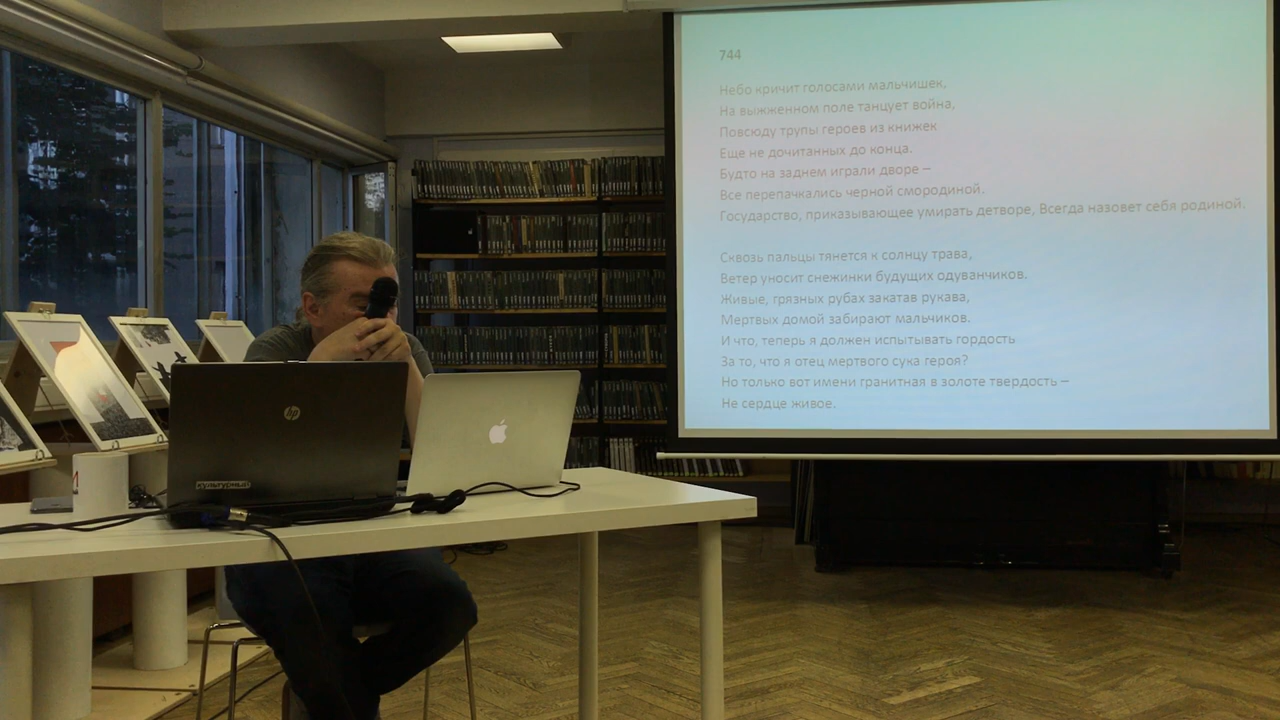 744
Небо кричит голосами мальчишек,
На выжженном поле танцует война,
Повсюду трупы героев из книжек
Еще не дочитанных до конца.
Будто на заднем играли дворе –
Все перепачкались черной смородиной.
Государство, приказывающее умирать детворе, Всегда назовет себя родиной.
Сквозь пальцы тянется к солнцу трава,
Ветер уносит снежинки будущих одуванчиков.
Живые, грязных рубах закатав рукава,
Мертвых домой забирают мальчиков.
И что, теперь я должен испытывать гордость
За то, что я отец мертвого сука героя?
Но только вот имени гранитная в золоте твердость –
Не сердце живое.
hp
культурный